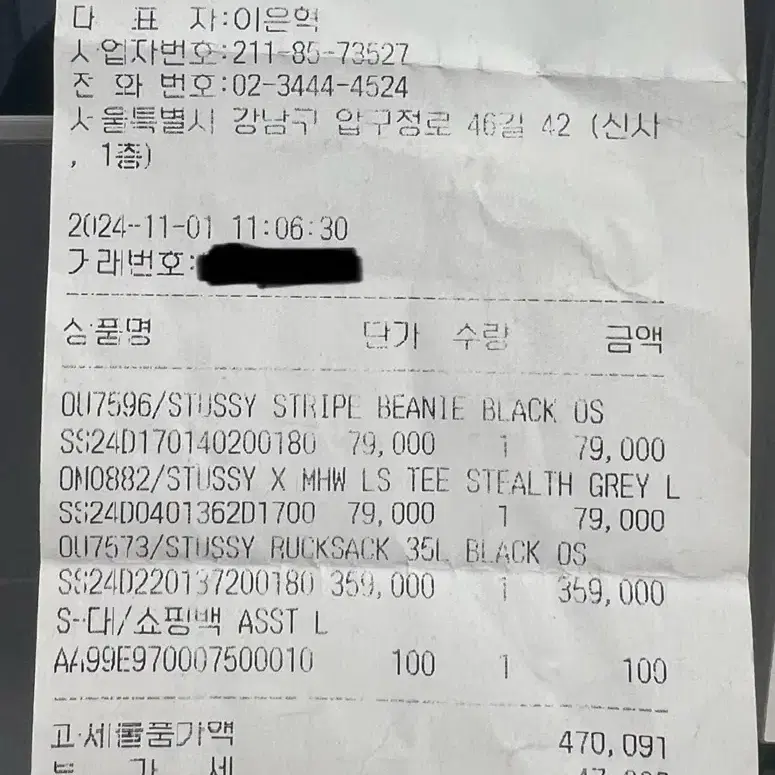 대 표 자:이은혁
사업자번호:211-85-73527
전 화 번 호:02-3444-4524
서울특별시 강남구 압구정로 46길 42 (신사
, 1층)
2024-11-01 11:06:30
거래번호:
상품명 단가 수량 금액
OU7596/STUSSY STRIPE BEANIE BLACK OS
SS24D170140200180 79,000 1 79,000
ON0882/STUSSY X MHW LS TEE STEALTH GREY L
SS24D0401362D1700 79,000 1 79,000
OU7573/STUSSY RUCKSACK 35L BLACK OS
SS24D220137200180 359,000 1 359,000
S-대/쇼핑백 ASST L
AA99E970007500010 100 1 100
과세물품가액 470,091
부 가 세